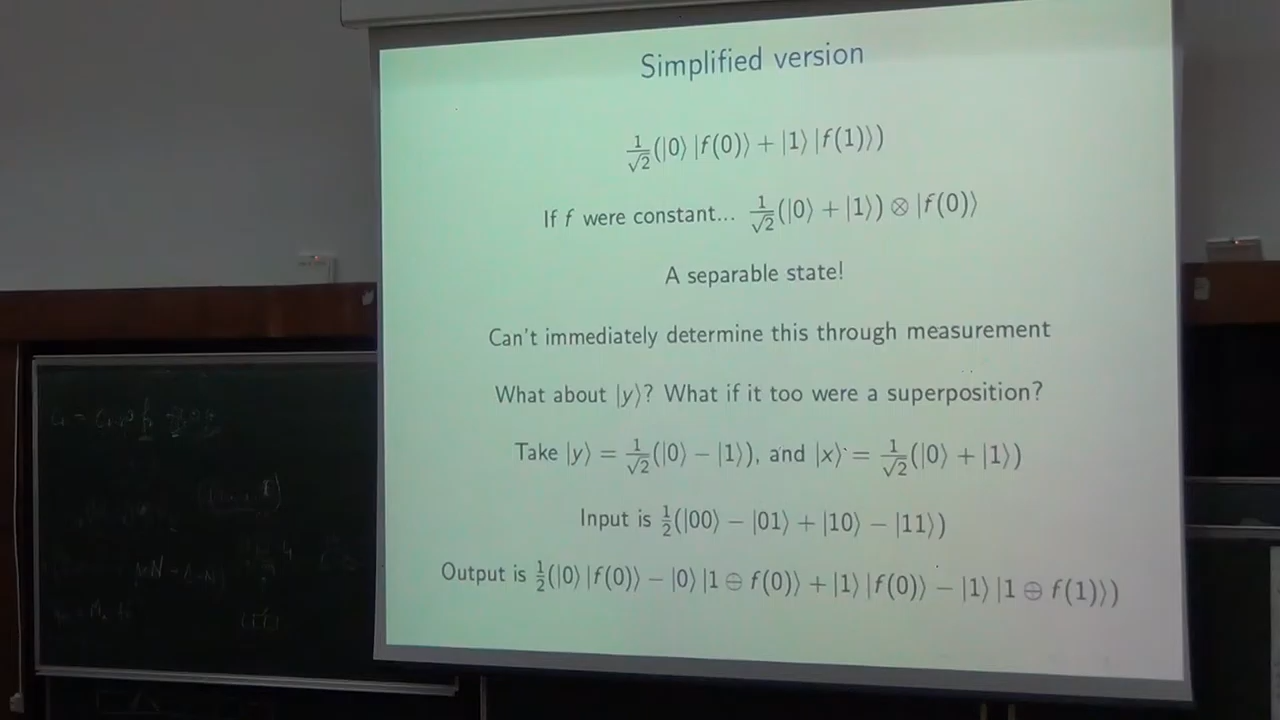 Simplified version
1/√2(|0⟩ |f(0)⟩ + |1⟩ |f(1)⟩)
If f were constant... 1/√2(|0⟩ + |1⟩) ⊗ |f(0)⟩
A separable state!
Can't immediately determine this through measurement
What about |y⟩? What if it too were a superposition?
Take |y⟩ = 1/√2(|0⟩ − |1⟩), and |x⟩ = 1/√2(|0⟩ + |1⟩)
Input is 1/2(|00⟩ − |01⟩ + |10⟩ − |11⟩)
Output is 1/2(|0⟩ |f(0)⟩ − |0⟩ |1 ⊕ f(0)⟩ + |1⟩ |f(0)⟩ − |1⟩ |1 ⊕ f(1)⟩)